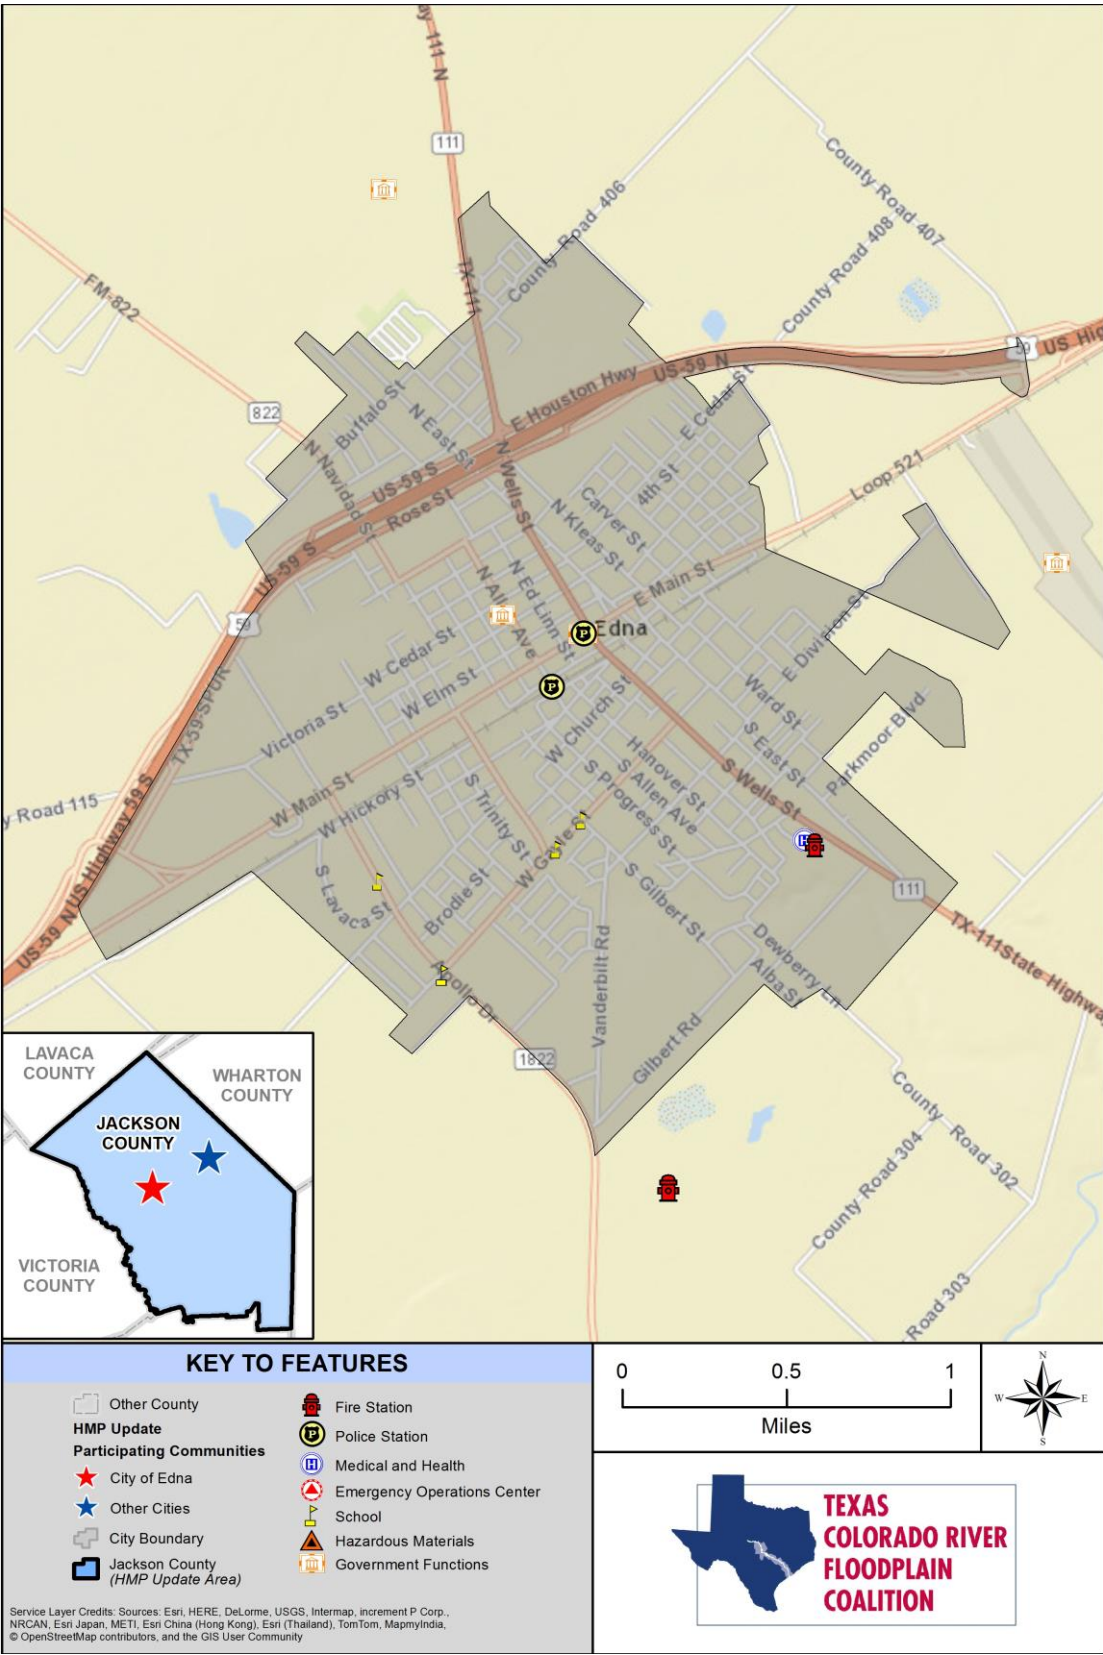 ay 111 N
111
County Road 406
County Road 407
County Road 408
FM-822
TX-111
59
US Hig
US-59 N
E Houston Hwy
E Cedar St
Buffalo St
N East St
822
N Navidad St
US-59 S
Rose St
N Wells St
4th St
Carver St
N Kleas St
Loop 521
US-59 S
N Ed Linn St
E Main St
59
Edna
W Cedar St
W Elm St
E Division St
TX-59-SPUR
Victoria St
W Church St
Ward St
S East St
Parkmoor Blvd
Hanover St
S Allen Ave
S Progress St
S Wells St
y Road 115
W Main St
W Hickory St
S Trinity St
US-59 N
US Highway 59 S
S Lavaca St
Brodie St
S Gilbert St
111
TX-111
State Highway
Vanderbilt Rd
Dewberry Ln
Alba St
Apollo Dr
Gilbert Rd
1822
County Road 302
County Road 304
Road 303
LAVACA
COUNTY
WHARTON
COUNTY
JACKSON
COUNTY
VICTORIA
COUNTY
KEY TO FEATURES
Other County
HMP Update
Participating Communities
City of Edna
Other Cities
City Boundary
Jackson County
(HMP Update Area)
Fire Station
Police Station
Medical and Health
Emergency Operations Center
School
Hazardous Materials
Government Functions
Service Layer Credits: Sources: Esri, HERE, DeLorme, USGS, Intermap, increment P Corp.,
NRCAN, Esri Japan, METI, Esri China (Hong Kong), Esri (Thailand), TomTom, MapmyIndia,
© OpenStreetMap contributors, and the GIS User Community
0 0.5 1
Miles
N
W E
S
TEXAS
COLORADO RIVER
FLOODPLAIN
COALITION